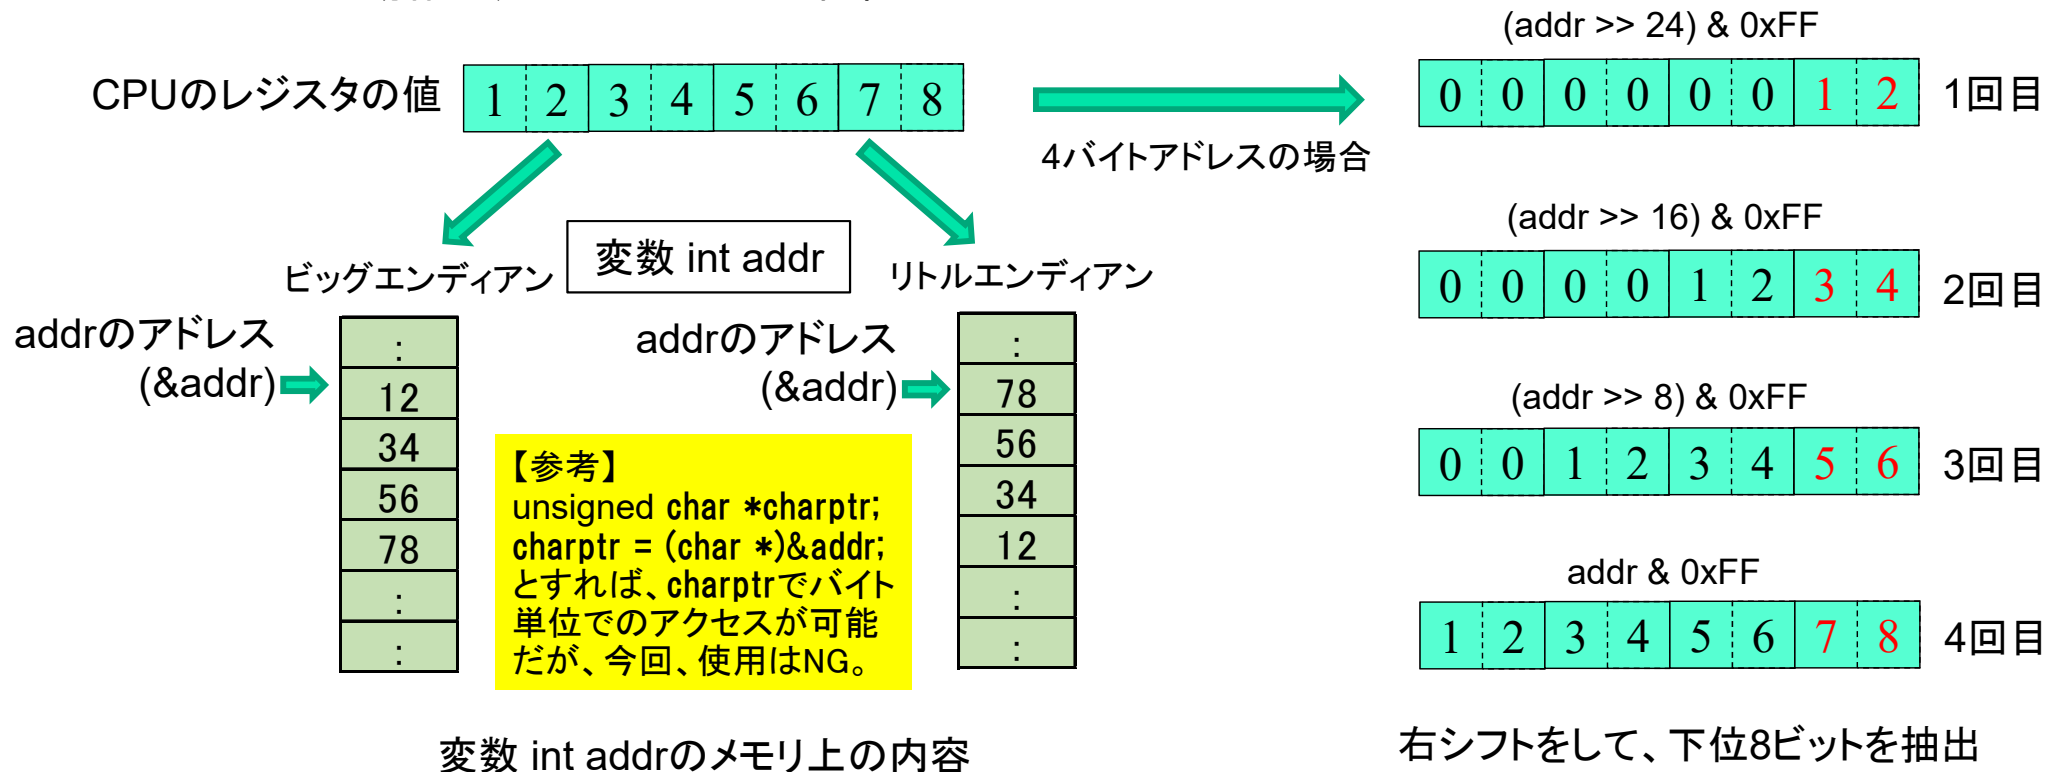 CPUのレジスタの値
1 2 3 4 5 6 7 8
4バイトアドレスの場合
ビッグエンディアン
変数 int addr
リトルエンディアン
addrのアドレス
(&addr)
:
12
34
56
78
:
:
【参考】
unsigned char *charptr;
charptr = (char *)&addr;
とすれば、charptrでバイト
単位でのアクセスが可能
だが、今回、使用はNG。
addrのアドレス
(&addr)
:
78
56
34
12
:
:
変数 int addrのメモリ上の内容
(addr >> 24) & 0xFF
0 0 0 0 0 0 1 2 1回目
(addr >> 16) & 0xFF
0 0 0 0 1 2 3 4 2回目
(addr >> 8) & 0xFF
0 0 1 2 3 4 5 6 3回目
addr & 0xFF
1 2 3 4 5 6 7 8 4回目
右シフトをして、下位8ビットを抽出